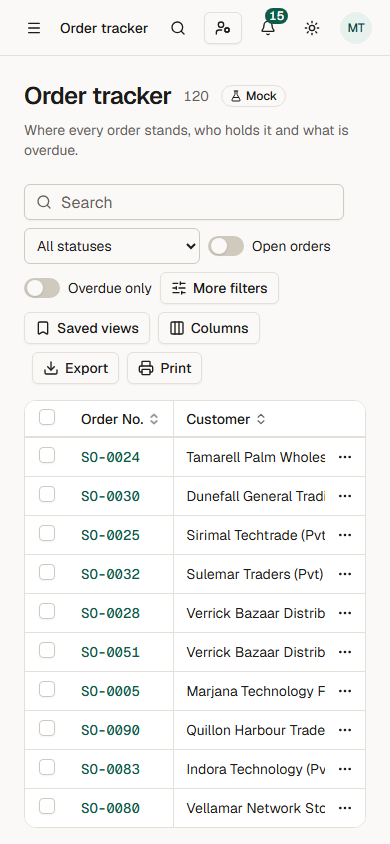 Order tracker 15 MT
Order tracker 120 Mock
Where every order stands, who holds it and what is
overdue.
Search
All statuses Open orders
Overdue only More filters
Saved views Columns
Export Print
Order No. Customer
SO-0024 Tamarell Palm Wholes
SO-0030 Dunefall General Tradi
SO-0025 Sirimal Techtrade (Pvt
SO-0032 Sulemar Traders (Pvt)
SO-0028 Verrick Bazaar Distrib
SO-0051 Verrick Bazaar Distrib
SO-0005 Marjana Technology F
SO-0090 Quillon Harbour Trade
SO-0083 Indora Technology (Pv
SO-0080 Vellamar Network Sto